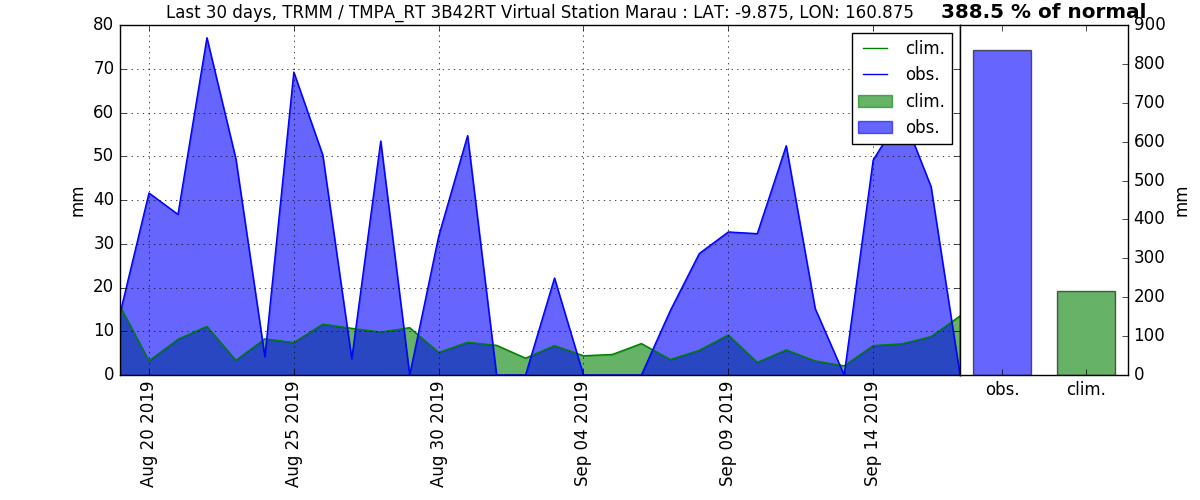 Last 30 days, TRMM / TMPA_RT 3B42RT Virtual Station Marau : LAT: -9.875, LON: 160.875
388.5 % of normal
80
70
60
50
40
30
20
10
0
mm
clim.
obs.
clim.
obs.
900
800
700
600
500
400
300
200
100
0
mm
Aug 20 2019
Aug 25 2019
Aug 30 2019
Sep 04 2019
Sep 09 2019
Sep 14 2019
obs.
clim.